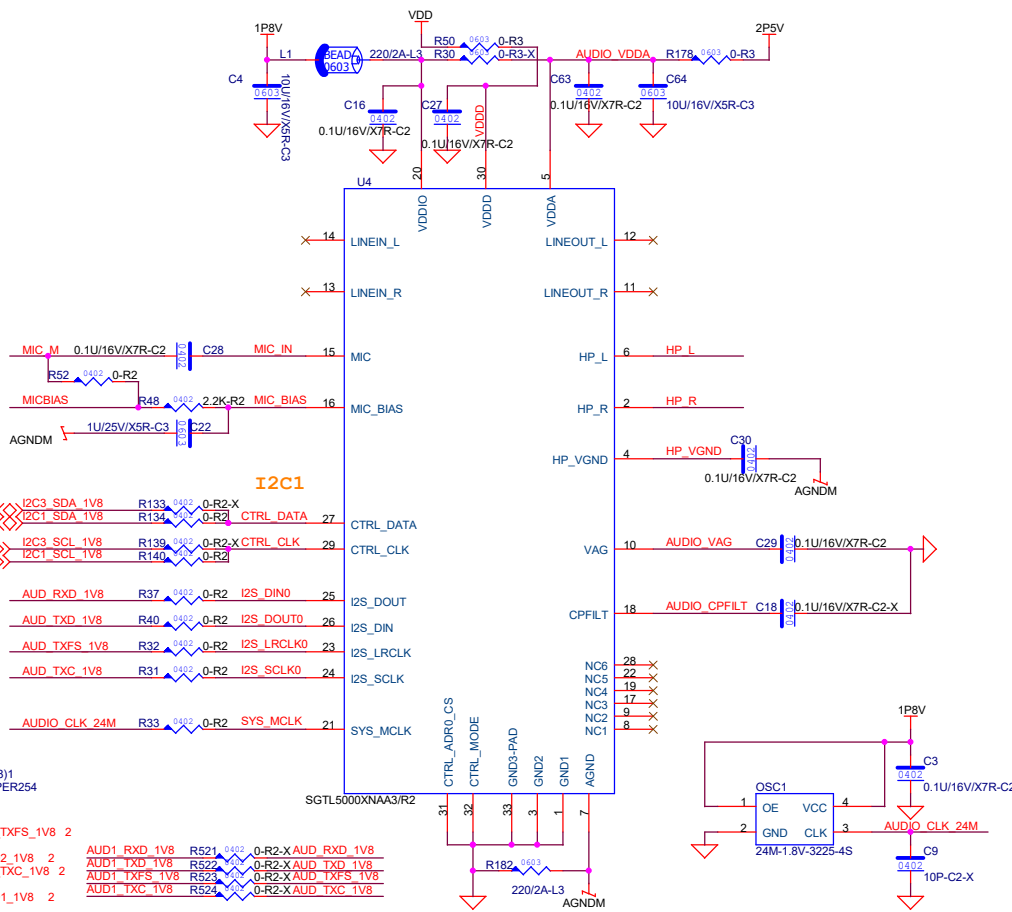 1P8V
VDD
2P5V
L1
BEAD
0603
220/2A-L3
R50
0603
0-R3
R30
0603
0-R3-X
AUDIO_VDDA
R178
0603
0-R3
C4
0603
10U/16V/X5R-C3
C16
0402
0.1U/16V/X7R-C2
C27
0402
0.1U/16V/X7R-C2
VDDD
C63
0402
0.1U/16V/X7R-C2
C64
0603
10U/16V/X5R-C3
U4
20
30
5
VDDIO
VDDD
VDDA
14
LINEIN_L
LINEOUT_L
12
13
LINEIN_R
LINEOUT_R
11
MIC_M
0.1U/16V/X7R-C2
0402
C28
MIC_IN
15
MIC
HP_L
6
HP_L
R52
0402
0-R2
MICBIAS
R48
0402
2.2K-R2
MIC_BIAS
16
MIC_BIAS
HP_R
2
HP_R
AGNDM
1U/25V/X5R-C3
0603
C22
HP_VGND
4
HP_VGND
C30
0402
0.1U/16V/X7R-C2
AGNDM
I2C1
I2C3_SDA_1V8
R133
0402
0-R2-X
I2C1_SDA_1V8
R134
0402
0-R2
CTRL_DATA
27
CTRL_DATA
I2C3_SCL_1V8
R139
0402
0-R2-X
CTRL_CLK
29
CTRL_CLK
I2C1_SCL_1V8
R140
0402
0-R2
VAG
10
AUDIO_VAG
C29
0402
0.1U/16V/X7R-C2
AUD_RXD_1V8
R37
0402
0-R2
I2S_DIN0
25
I2S_DOUT
CPFILT
18
AUDIO_CPFILT
C18
0402
0.1U/16V/X7R-C2-X
AUD_TXD_1V8
R40
0402
0-R2
I2S_DOUT0
26
I2S_DIN
AUD_TXFS_1V8
R32
0402
0-R2
I2S_LRCLK0
23
I2S_LRCLK
AUD_TXC_1V8
R31
0402
0-R2
I2S_SCLK0
24
I2S_SCLK
NC6
28
NC5
22
NC4
19
NC3
17
NC2
9
NC1
8
AUDIO_CLK_24M
R33
0402
0-R2
SYS_MCLK
21
SYS_MCLK
CTRL_ADR0_CS
CTRL_MODE
GND3-PAD
GND2
GND1
AGND
SGTL5000XNAA3/R2
31
32
33
3
1
7
R182
0603
220/2A-L3
AGNDM
1P8V
C3
0402
0.1U/16V/X7R-C2
OSC1
1
OE
VCC
4
2
GND
CLK
3
AUDIO_CLK_24M
24M-1.8V-3225-4S
C9
0402
10P-C2-X
3)1
PER254
TXFS_1V8 2
2_1V8 2
TXC_1V8 2
1_1V8 2
AUD1_RXD_1V8
R521
0402
0-R2-X
AUD_RXD_1V8
AUD1_TXD_1V8
R522
0402
0-R2-X
AUD_TXD_1V8
AUD1_TXFS_1V8
R523
0402
0-R2-X
AUD_TXFS_1V8
AUD1_TXC_1V8
R524
0402
0-R2-X
AUD_TXC_1V8